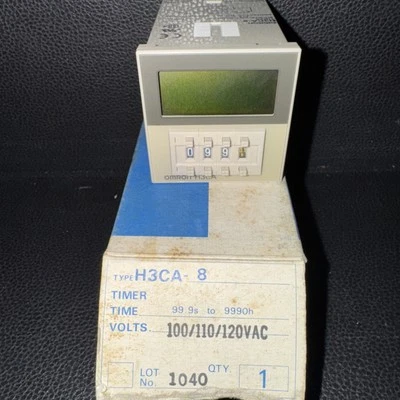 OMRON H3CA
TYPE H3CA- 8
TIMER
TIME 99.9s to 9990h
VOLTS 100/110/120VAC
LOT No. 1040 QTY 1